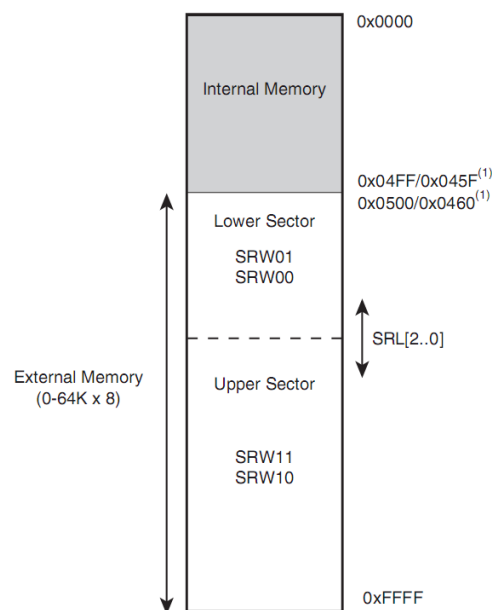 0x0000
Internal Memory
0x04FF/0x045F(1)
0x0500/0x0460(1)
Lower Sector
SRW01
SRW00
SRL[2..0]
External Memory
(0-64K x 8)
Upper Sector
SRW11
SRW10
0xFFFF